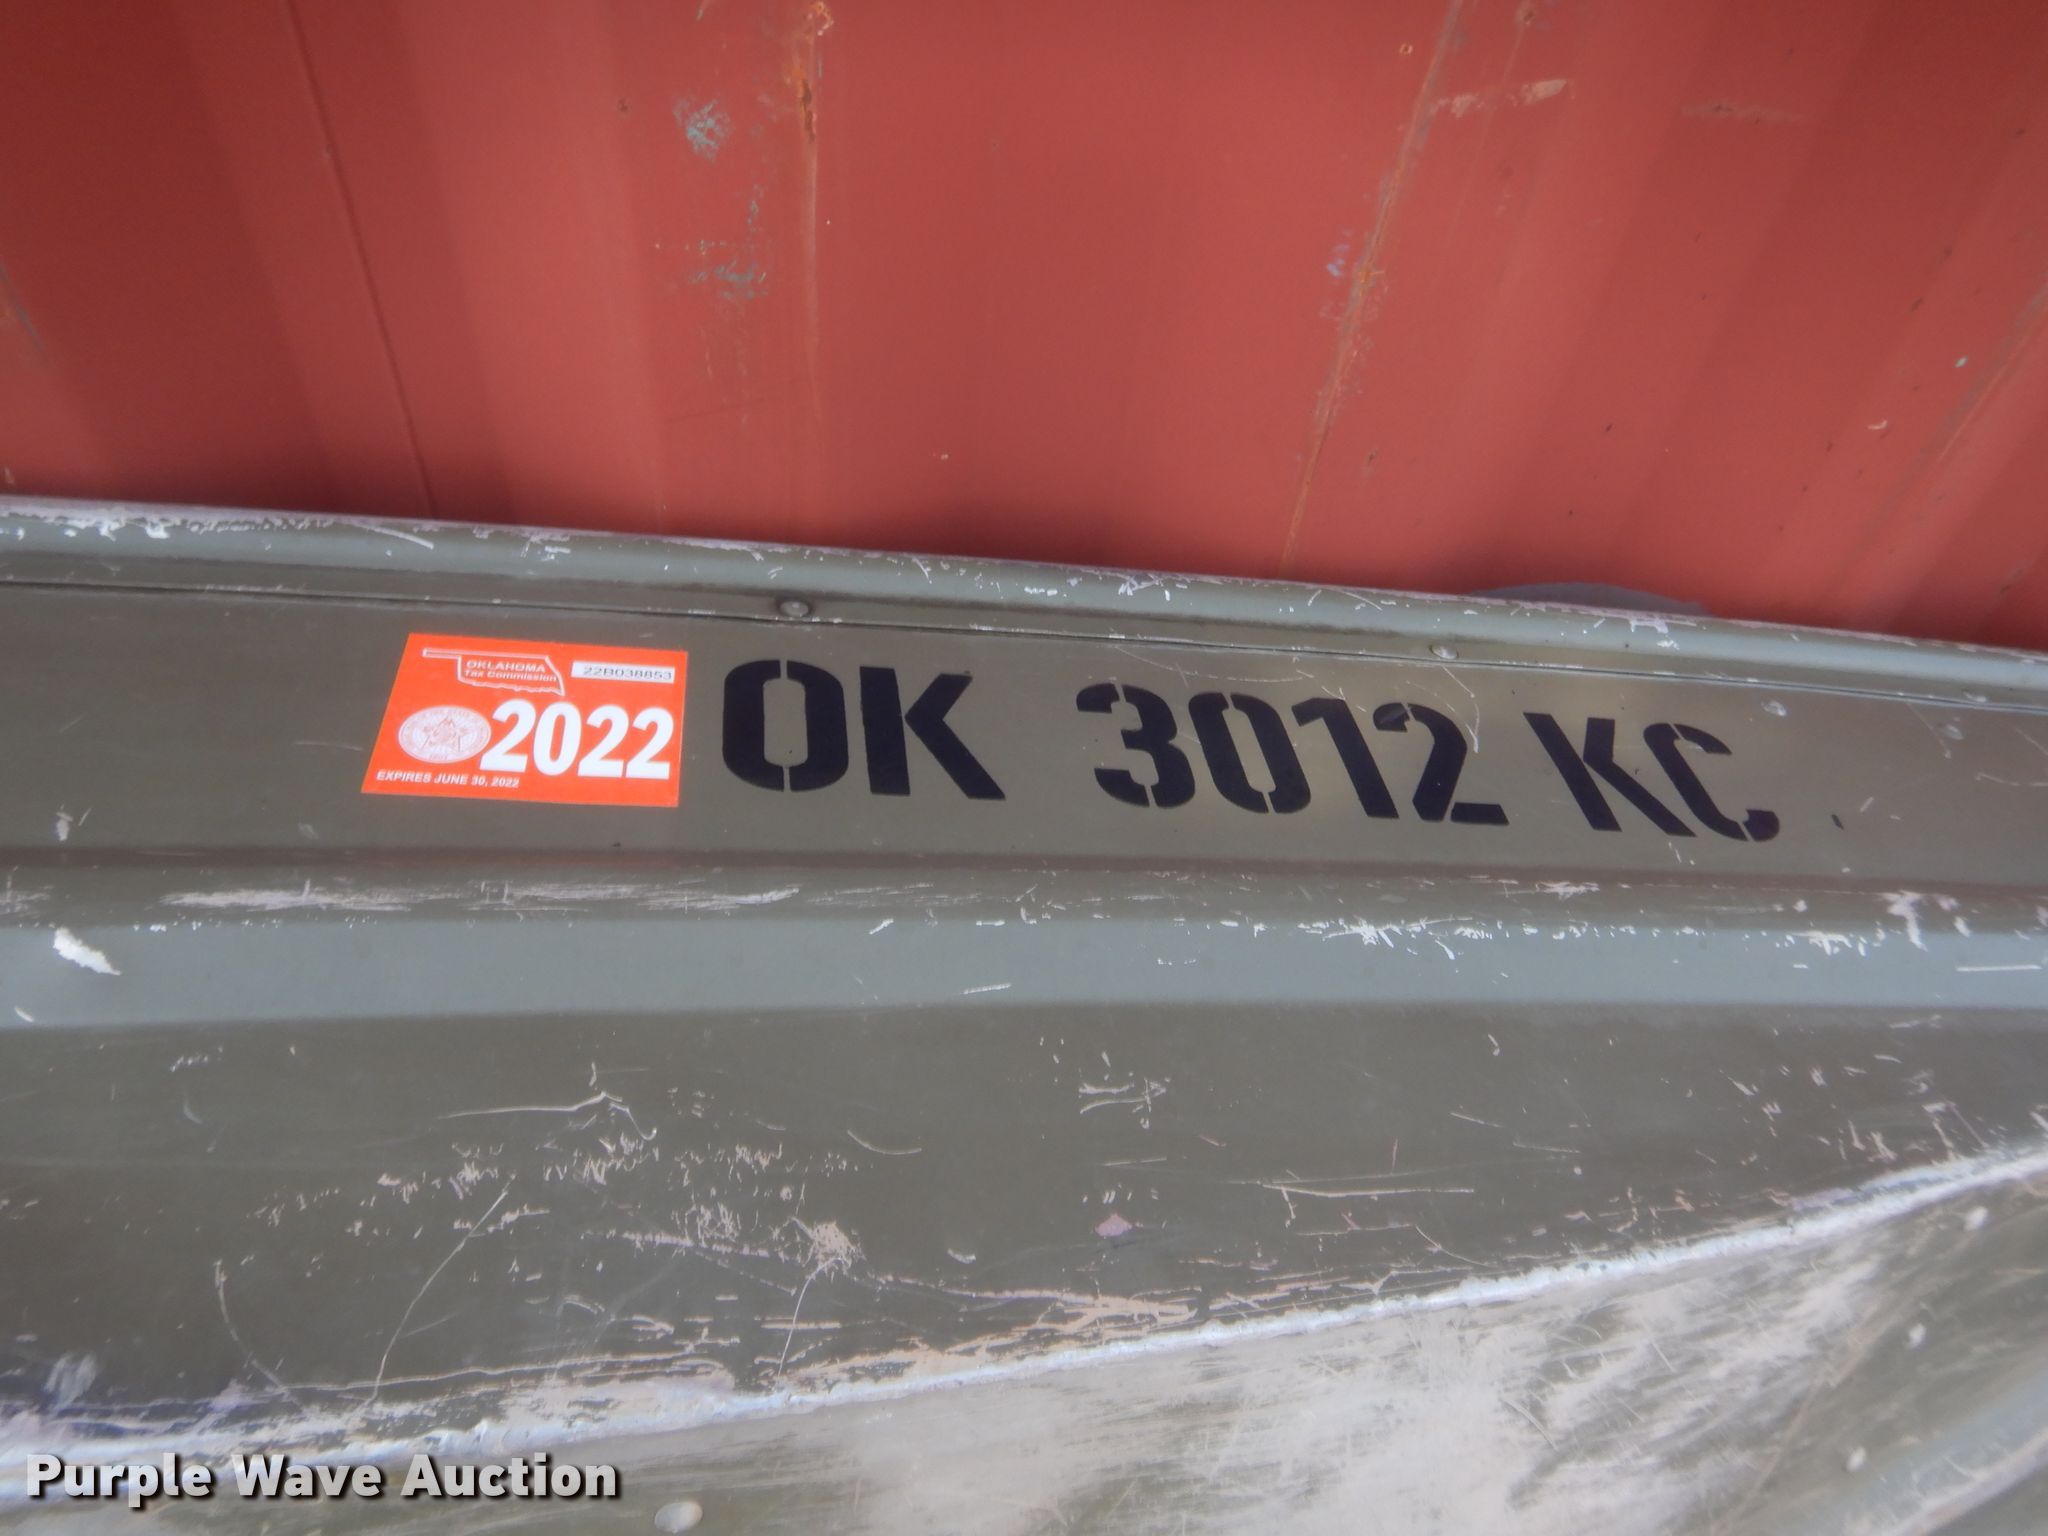 OKLAHOMA
Tax Commission
22B038853
2022
EXPIRES JUNE 30, 2022
OK 3012 KC
Purple Wave Auction